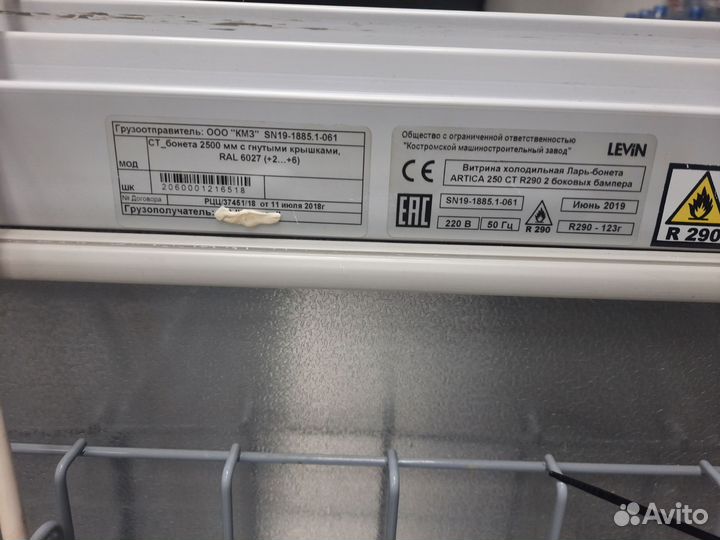 Грузоотправитель: ООО "КМЗ" SN19-1885.1-061
МОД
СТ_бонета 2500 мм с гнутыми крышками,
RAL 6027 (+2...+6)
ШК
2060001216518
№ Договора
РЦЦ/37451/18 от 11 июля 2018г
Грузополучатель:
Общество с ограниченной ответственностью
"Костромской машиностроительный завод"
LEVIN
CE
Витрина холодильная Ларь-бонета
ARTICA 250 СТ R290 2 боковых бампера
EAC
SN19-1885.1-061
Июнь 2019
220 В
50 Гц
R 290
R290 - 123г
R 290
Avito